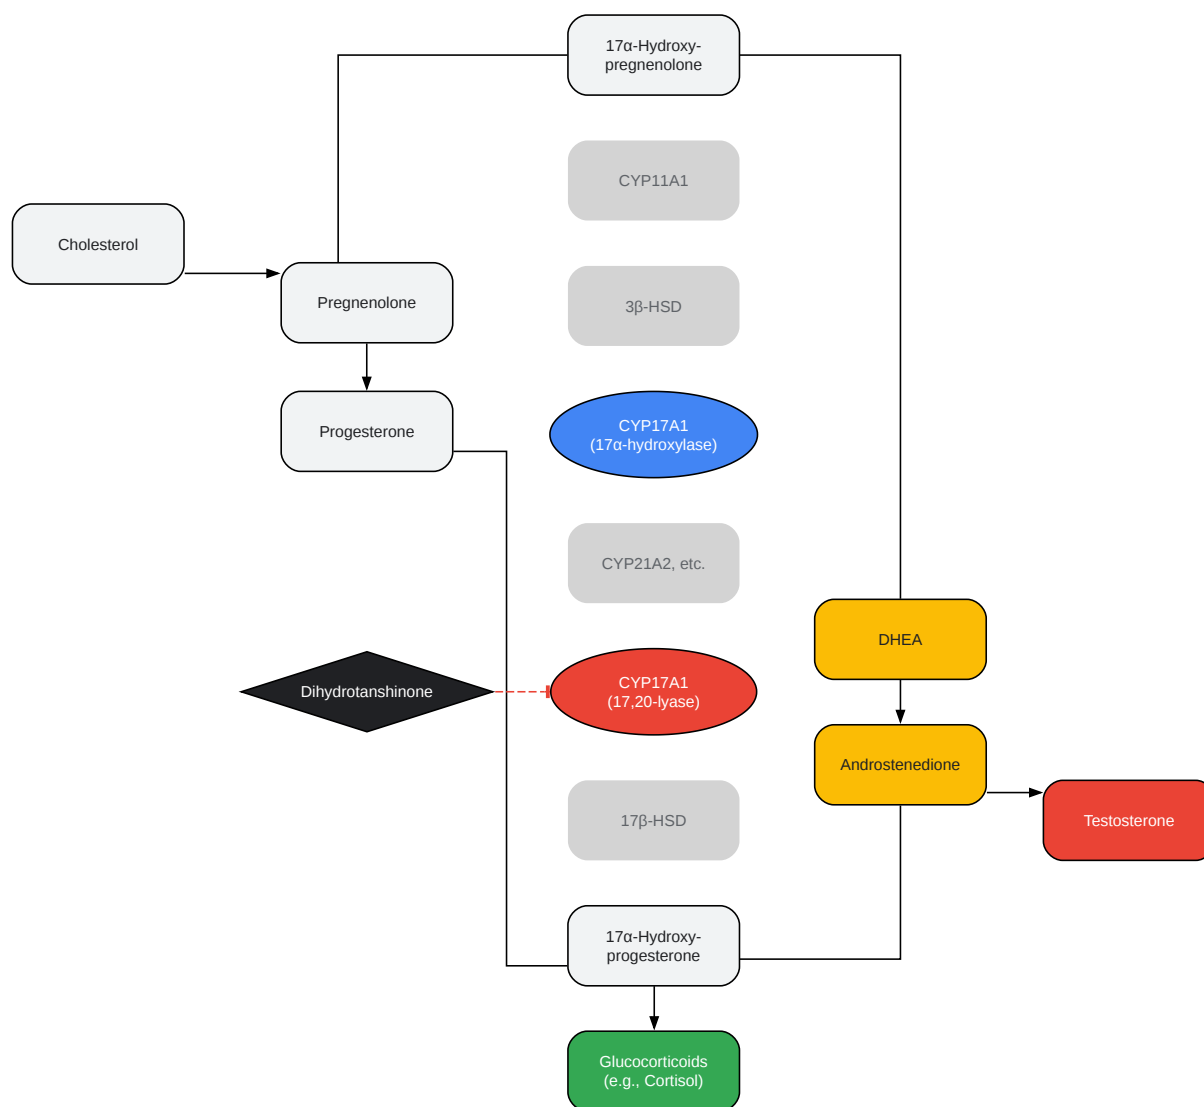 17α-Hydroxy-
pregnenolone
CYP11A1
Cholesterol
3β-HSD
Pregnenolone
Progesterone
CYP17A1
(17α-hydroxylase)
CYP21A2, etc.
DHEA
Dihydrotanshinone
CYP17A1
(17,20-lyase)
Androstenedione
17β-HSD
Testosterone
17α-Hydroxy-
progesterone
Glucocorticoids
(e.g., Cortisol)